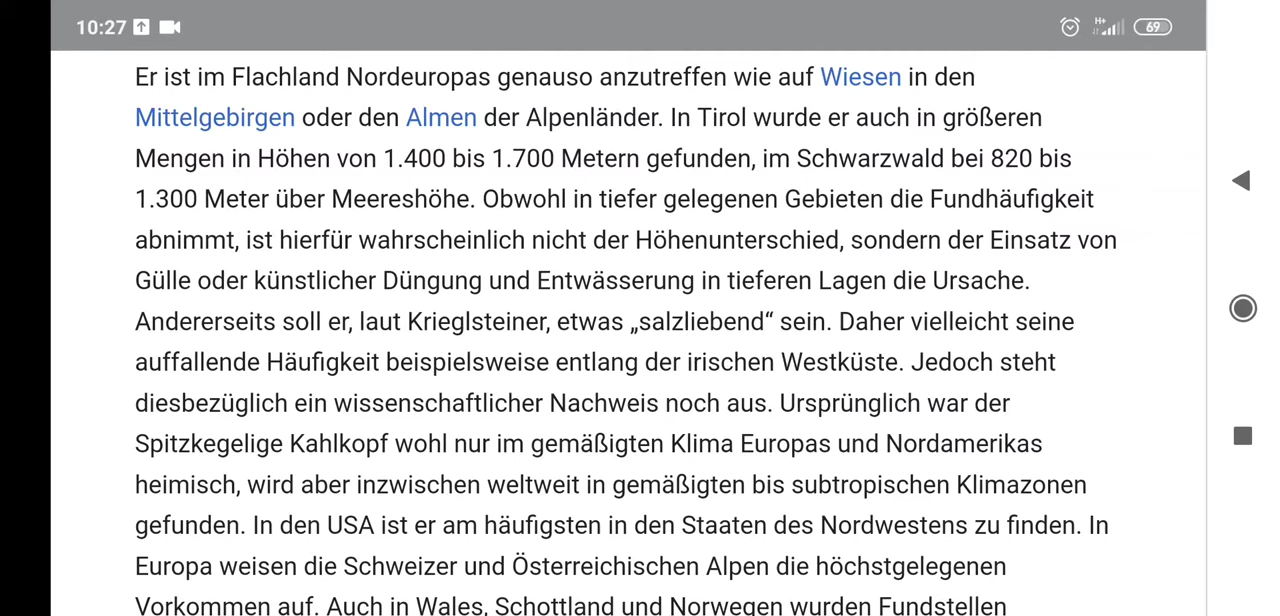 10:27
69
Er ist im Flachland Nordeuropas genauso anzutreffen wie auf Wiesen in den
Mittelgebirgen oder den Almen der Alpenländer. In Tirol wurde er auch in größeren
Mengen in Höhen von 1.400 bis 1.700 Metern gefunden, im Schwarzwald bei 820 bis
1.300 Meter über Meereshöhe. Obwohl in tiefer gelegenen Gebieten die Fundhäufigkeit
abnimmt, ist hierfür wahrscheinlich nicht der Höhenunterschied, sondern der Einsatz von
Gülle oder künstlicher Düngung und Entwässerung in tieferen Lagen die Ursache.
Andererseits soll er, laut Krieglsteiner, etwas „salzliebend“ sein. Daher vielleicht seine
auffallende Häufigkeit beispielsweise entlang der irischen Westküste. Jedoch steht
diesbezüglich ein wissenschaftlicher Nachweis noch aus. Ursprünglich war der
Spitzkegelige Kahlkopf wohl nur im gemäßigten Klima Europas und Nordamerikas
heimisch, wird aber inzwischen weltweit in gemäßigten bis subtropischen Klimazonen
gefunden. In den USA ist er am häufigsten in den Staaten des Nordwestens zu finden. In
Europa weisen die Schweizer und Österreichischen Alpen die höchstgelegenen
Vorkommen auf. Auch in Wales, Schottland und Norwegen wurden Fundstellen